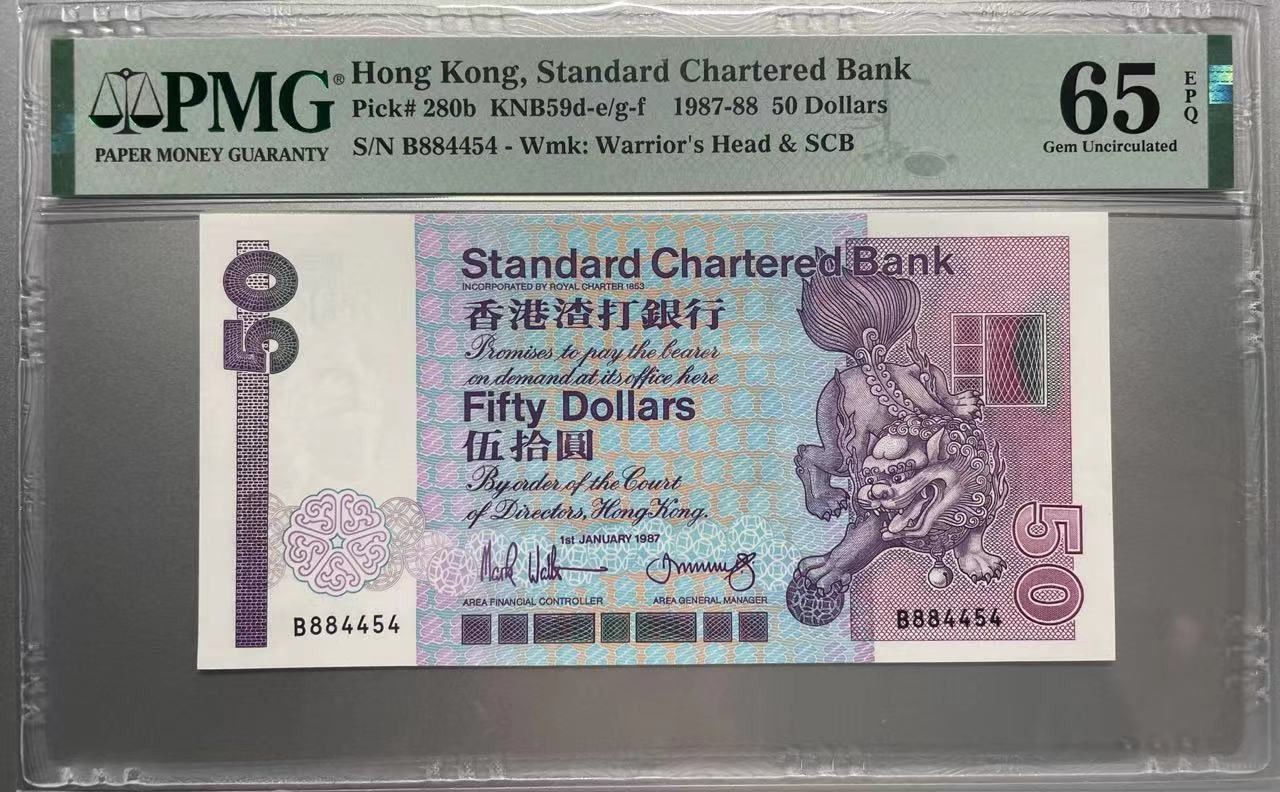 PMG®
PAPER MONEY GUARANTY
Hong Kong, Standard Chartered Bank
Pick# 280b KNB59d-e/g-f 1987-88 50 Dollars
S/N B884454 - Wmk: Warrior's Head & SCB
65 EPQ
Gem Uncirculated
50
Standard Chartered Bank
INCORPORATED BY ROYAL CHARTER 1853
香港渣打銀行
Promises to pay the bearer
on demand at its office here
Fifty Dollars
伍拾圓
By order of the Court
of Directors, Hong Kong.
1st JANUARY 1987
AREA FINANCIAL CONTROLLER AREA GENERAL MANAGER
B884454
B884454
50